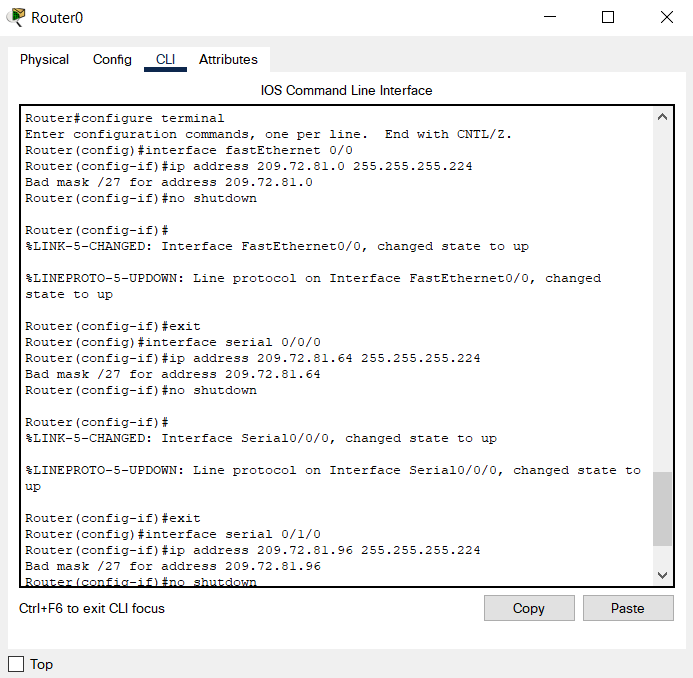 Router0
Physical Config CLI Attributes
IOS Command Line Interface
Router#configure terminal
Enter configuration commands, one per line.  End with CNTL/Z.
Router(config)#interface fastEthernet 0/0
Router(config-if)#ip address 209.72.81.0 255.255.255.224
Bad mask /27 for address 209.72.81.0
Router(config-if)#no shutdown
Router(config-if)#
%LINK-5-CHANGED: Interface FastEthernet0/0, changed state to up
%LINEPROTO-5-UPDOWN: Line protocol on Interface FastEthernet0/0, changed
state to up
Router(config-if)#exit
Router(config)#interface serial 0/0/0
Router(config-if)#ip address 209.72.81.64 255.255.255.224
Bad mask /27 for address 209.72.81.64
Router(config-if)#no shutdown
Router(config-if)#
%LINK-5-CHANGED: Interface Serial0/0/0, changed state to up
%LINEPROTO-5-UPDOWN: Line protocol on Interface Serial0/0/0, changed state to
up
Router(config-if)#exit
Router(config)#interface serial 0/1/0
Router(config-if)#ip address 209.72.81.96 255.255.255.224
Bad mask /27 for address 209.72.81.96
Router(config-if)#no shutdown
Ctrl+F6 to exit CLI focus
Copy
Paste
Top